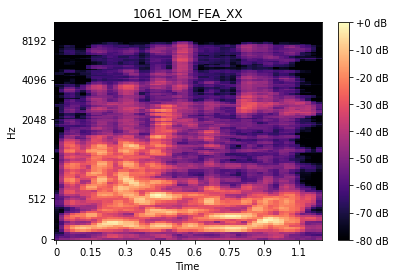 1061_IOM_FEA_XX
Hz
8192
4096
2048
1024
512
0
0 0.15 0.3 0.45 0.6 0.75 0.9 1.1
Time
+0 dB
-10 dB
-20 dB
-30 dB
-40 dB
-50 dB
-60 dB
-70 dB
-80 dB